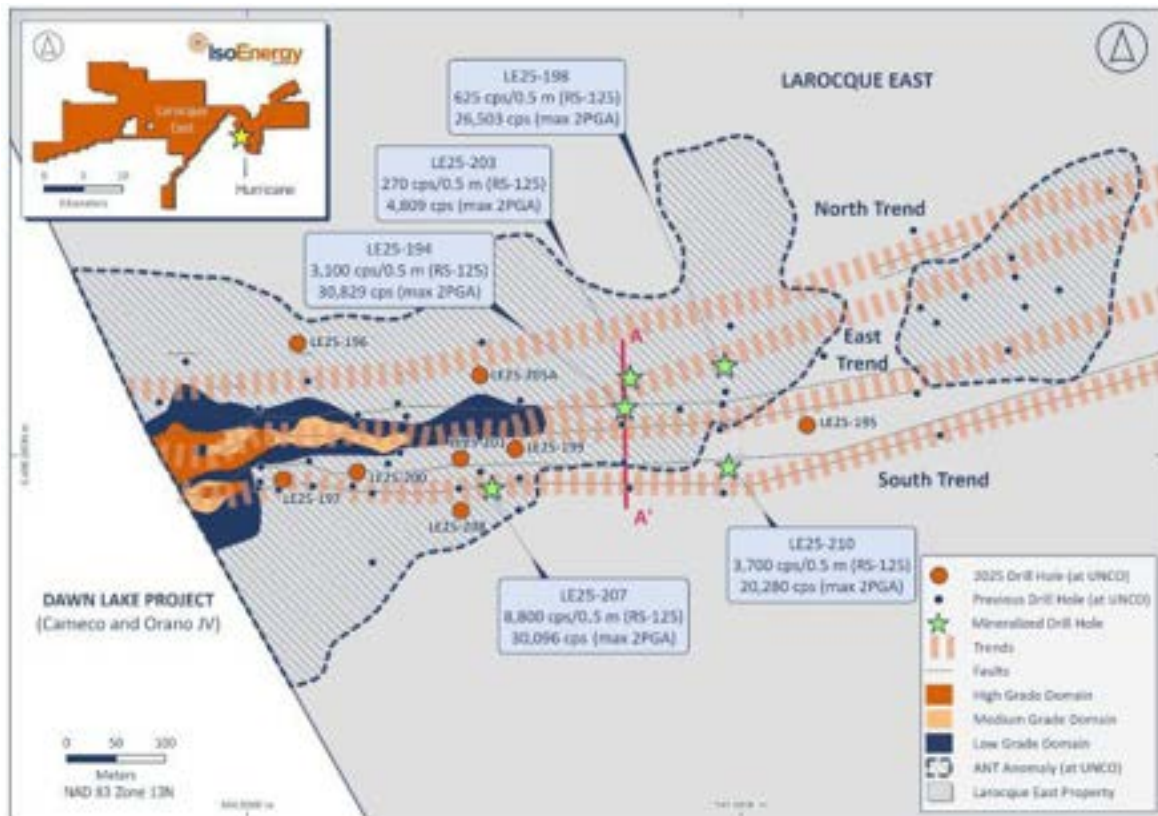 IsoEnergy
Larocque
East
0 5 10
Kilometers
Hurricane
LE25-198
625 cps/0.5 m (RS-125)
26,503 cps (max 2PGA)
LAROCQUE EAST
LE25-203
270 cps/0.5 m (RS-125)
4,809 cps (max 2PGA)
LE25-194
3,100 cps/0.5 m (RS-125)
30,829 cps (max 2PGA)
North Trend
LE25-196
A
East
Trend
LE25-205A
LE25-195
LE25-201
LE25-199
LE25-200
LE25-197
South Trend
LE25-208
A'
LE25-210
3,700 cps/0.5 m (RS-125)
20,280 cps (max 2PGA)
LE25-207
8,800 cps/0.5 m (RS-125)
30,096 cps (max 2PGA)
DAWN LAKE PROJECT
(Cameco and Orano JV)
0 50 100
Meters
NAD 83 Zone 13N
2025 Drill Hole (at UNCO)
Previous Drill Hole (at UNCO)
Mineralized Drill Hole
Trends
Faults
High Grade Domain
Medium Grade Domain
Low Grade Domain
ANT Anomaly (at UNCO)
Larocque East Property